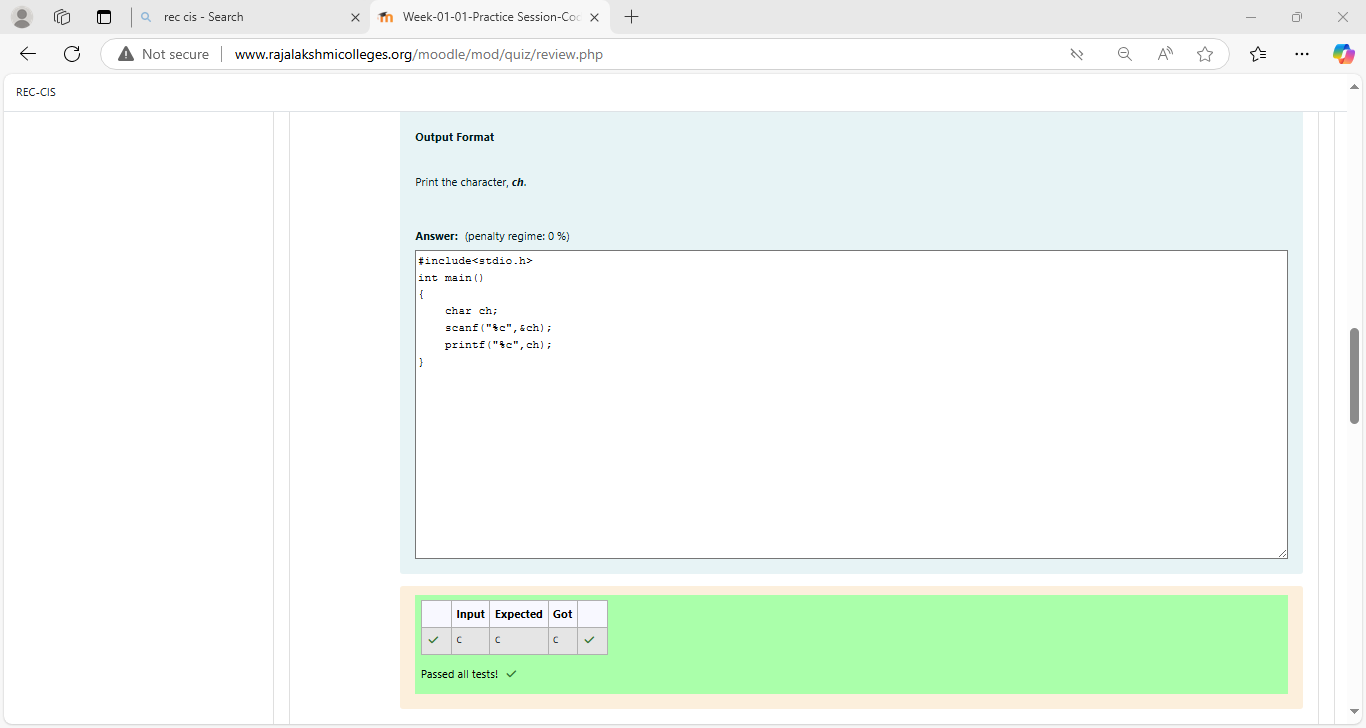 rec cis - Search
Week-01-01-Practice Session-Co
Not secure
www.rajalakshmicolleges.org/moodle/mod/quiz/review.php
REC-CIS
Output Format
Print the character, ch.
Answer: (penalty regime: 0 %)
#include<stdio.h>
int main()
{
    char ch;
    scanf("%c",&ch);
    printf("%c",ch);
}
Input Expected Got
✓ C C C ✓
Passed all tests! ✓